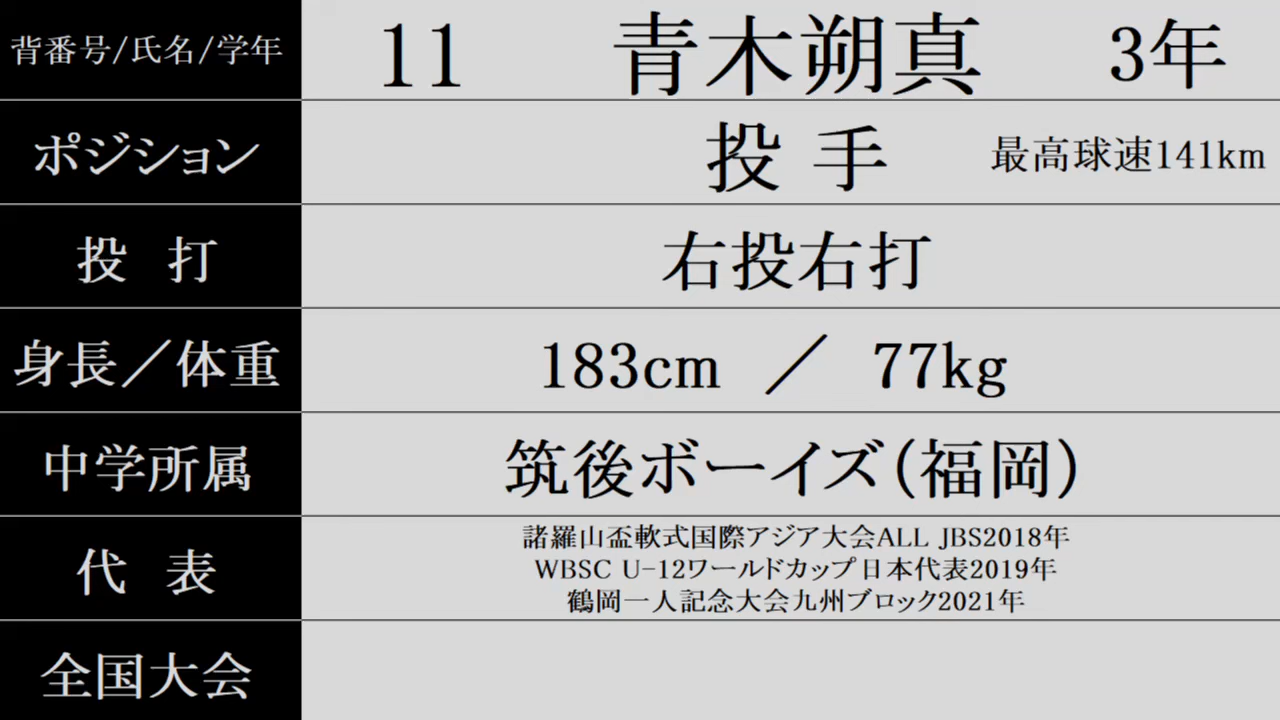 背番号/氏名/学年 11 青木朔真 3年
ポジション 投手 最高球速141km
投 打 右投右打
身長／体重 183cm ／ 77kg
中学所属 筑後ボーイズ(福岡)
代 表 諸羅山盃軟式国際アジア大会ALL JBS2018年
WBSC U-12ワールドカップ日本代表2019年
鶴岡一人記念大会九州ブロック2021年
全国大会